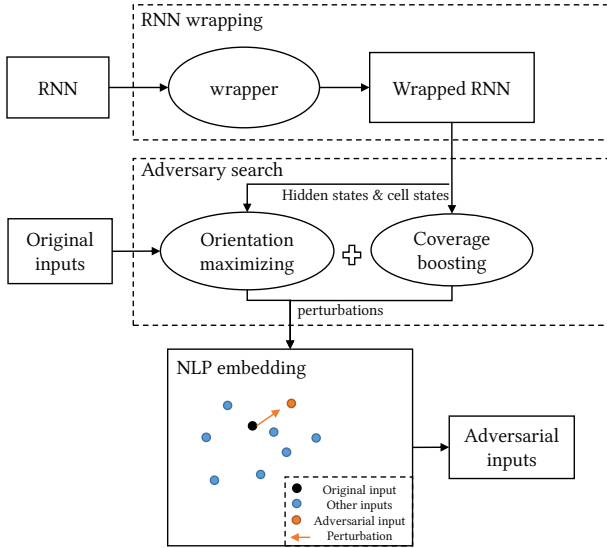 RNN wrapping
RNN
wrapper
Wrapped RNN
Adversary search
Hidden states & cell states
Original
inputs
Orientation
maximizing
Coverage
boosting
perturbations
NLP embedding
Adversarial
inputs
Original input
Other inputs
Adversarial input
Perturbation